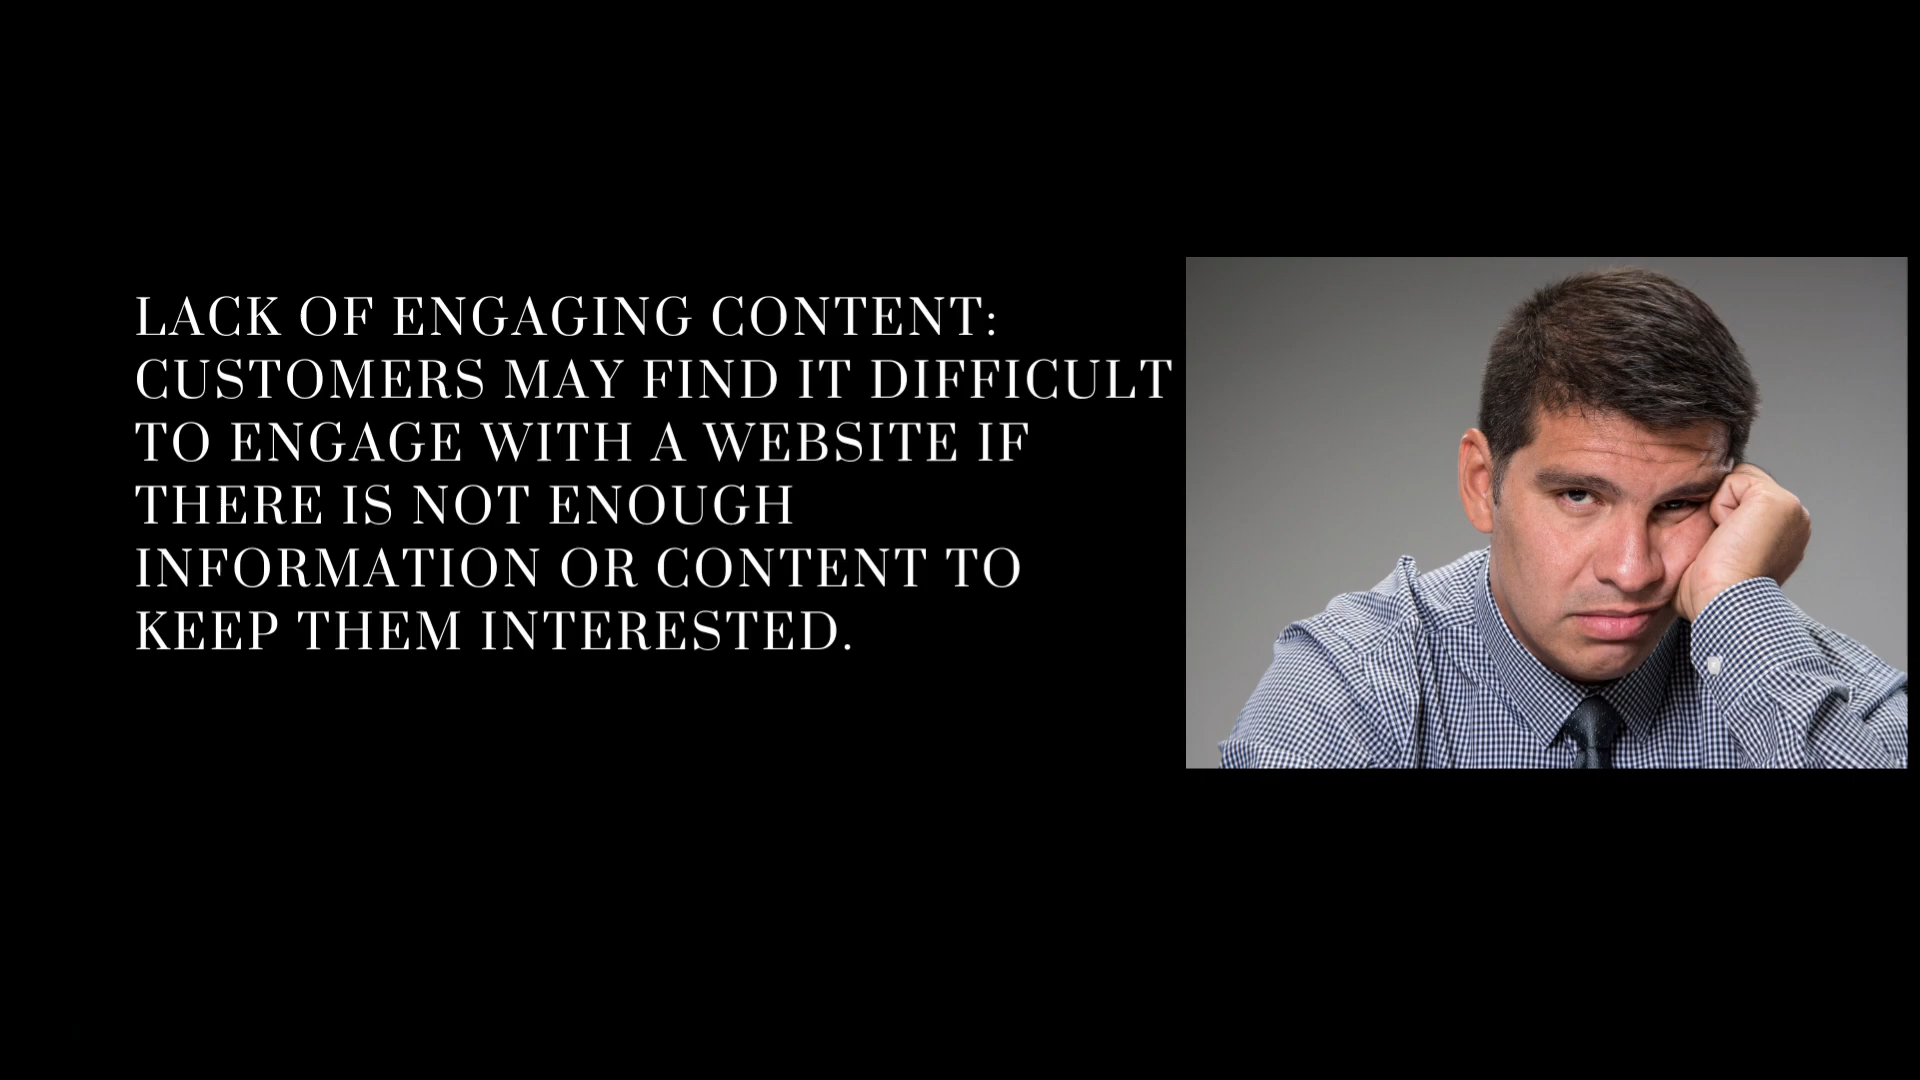 LACK OF ENGAGING CONTENT:
CUSTOMERS MAY FIND IT DIFFICULT
TO ENGAGE WITH A WEBSITE IF
THERE IS NOT ENOUGH
INFORMATION OR CONTENT TO
KEEP THEM INTERESTED.